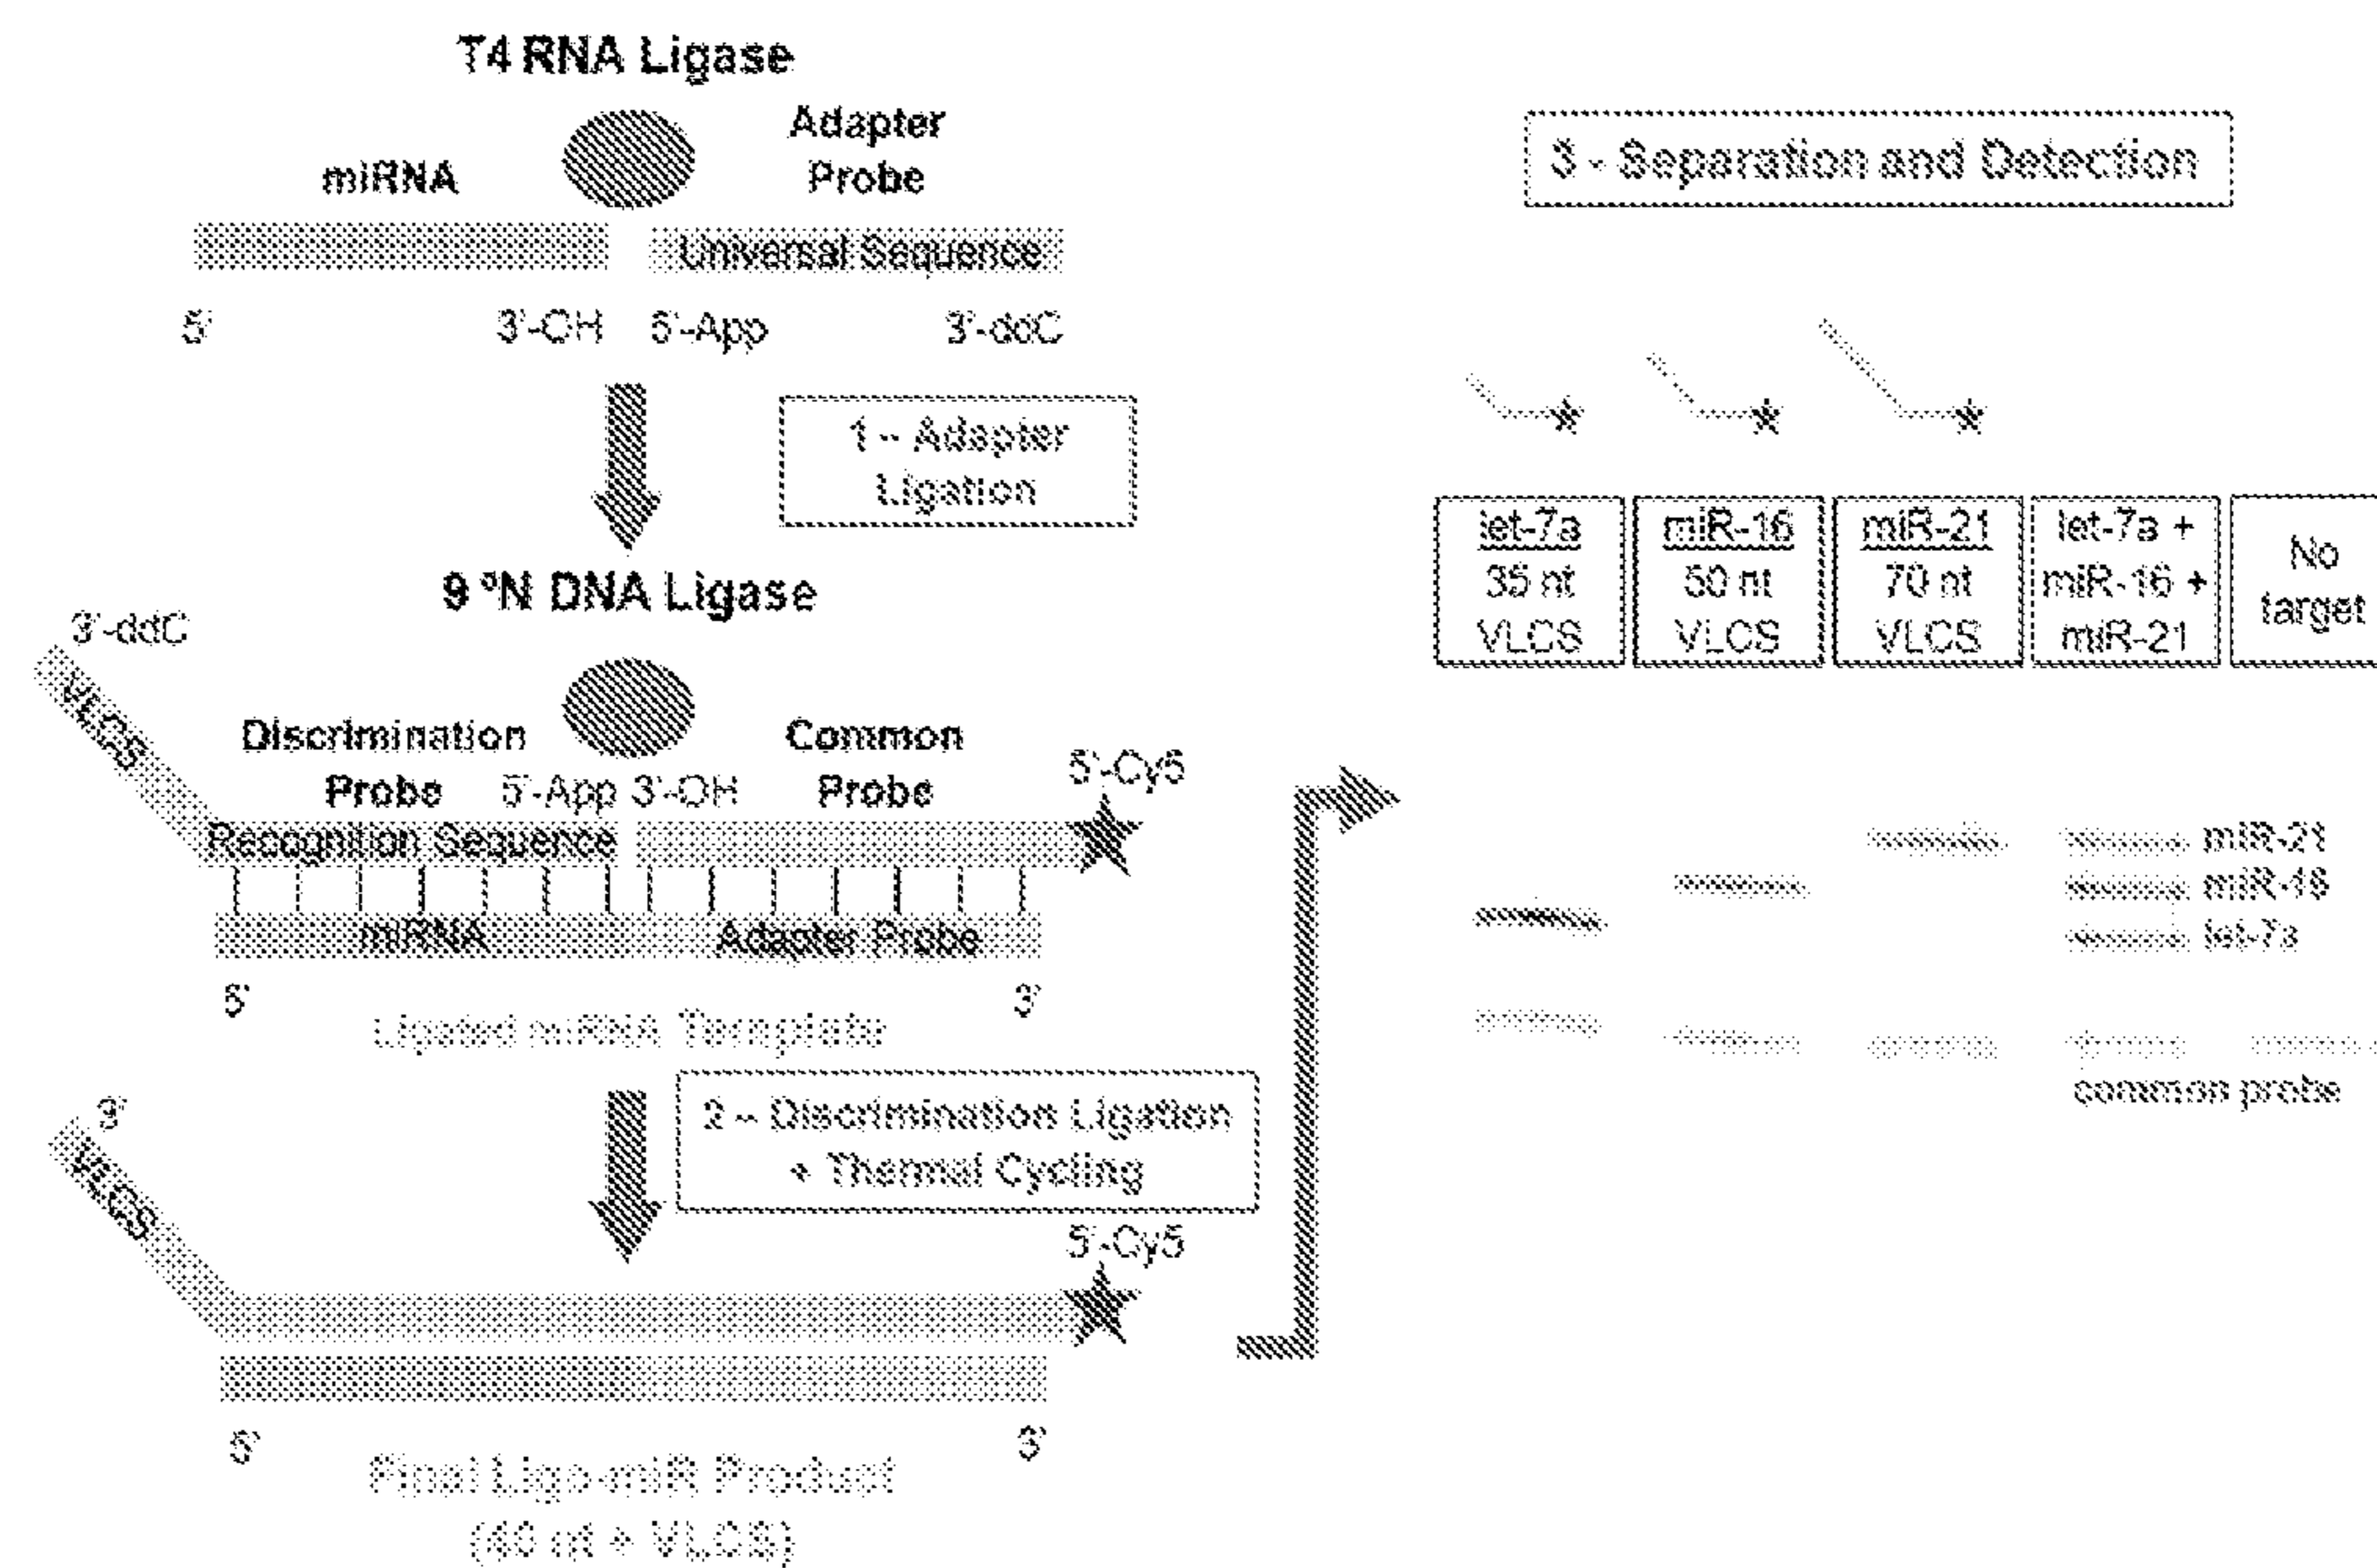 T4 RNA Ligase
miRNA
Adapter
Probe
Universal Sequence
5'
3'-OH
5'-App
3'-ddC
1 - Adapter
Ligation
9 °N DNA Ligase
3'-ddC
VLCS
Discrimination
Probe
5'-App
3'-OH
Common
Probe
5'-Cy5
Recognition Sequence
miRNA
Adapter Probe
5'
3'
Ligated miRNA Template
2 - Discrimination Ligation
+ Thermal Cycling
3'
VLCS
5'-Cy5
5'
3'
Final Ligo-miR Product
(40 nt + VLCS)
3 - Separation and Detection
let-7a
35 nt
VLCS
miR-16
50 nt
VLCS
miR-21
70 nt
VLCS
let-7a +
miR-16 +
miR-21
No
target
miR-21
miR-16
let-7a
common probe